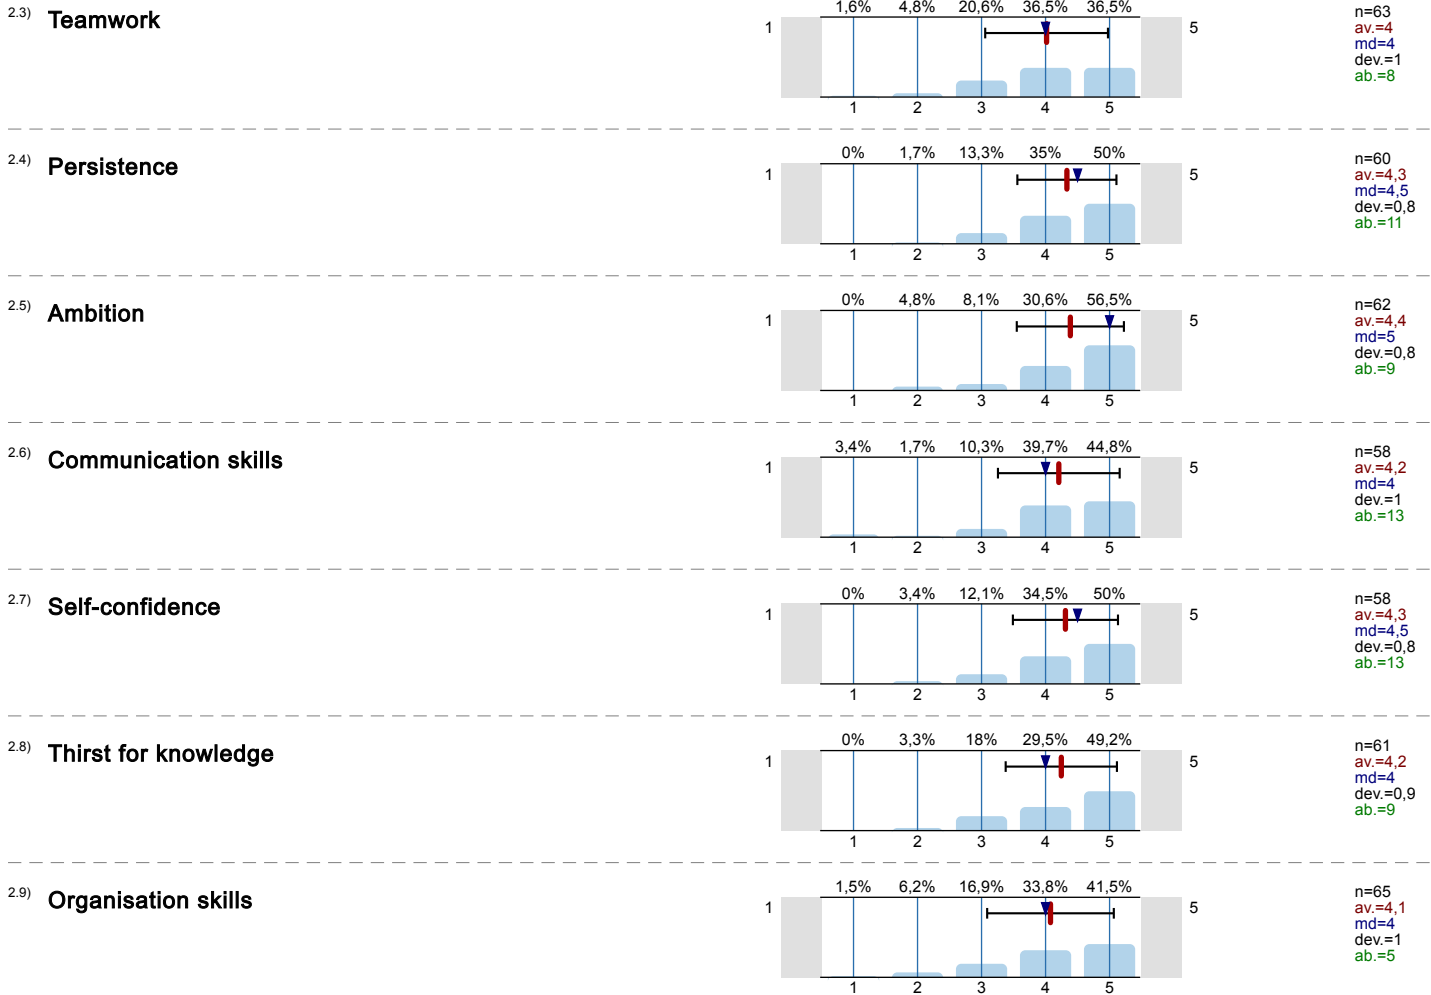 2.3) Teamwork
1,6% 4,8% 20,6% 36,5% 36,5%
1 5
1 2 3 4 5
n=63
av.=4
md=4
dev.=1
ab.=8
2.4) Persistence
0% 1,7% 13,3% 35% 50%
1 5
1 2 3 4 5
n=60
av.=4,3
md=4,5
dev.=0,8
ab.=11
2.5) Ambition
0% 4,8% 8,1% 30,6% 56,5%
1 5
1 2 3 4 5
n=62
av.=4,4
md=5
dev.=0,8
ab.=9
2.6) Communication skills
3,4% 1,7% 10,3% 39,7% 44,8%
1 5
1 2 3 4 5
n=58
av.=4,2
md=4
dev.=1
ab.=13
2.7) Self-confidence
0% 3,4% 12,1% 34,5% 50%
1 5
1 2 3 4 5
n=58
av.=4,3
md=4,5
dev.=0,8
ab.=13
2.8) Thirst for knowledge
0% 3,3% 18% 29,5% 49,2%
1 5
1 2 3 4 5
n=61
av.=4,2
md=4
dev.=0,9
ab.=9
2.9) Organisation skills
1,5% 6,2% 16,9% 33,8% 41,5%
1 5
1 2 3 4 5
n=65
av.=4,1
md=4
dev.=1
ab.=5